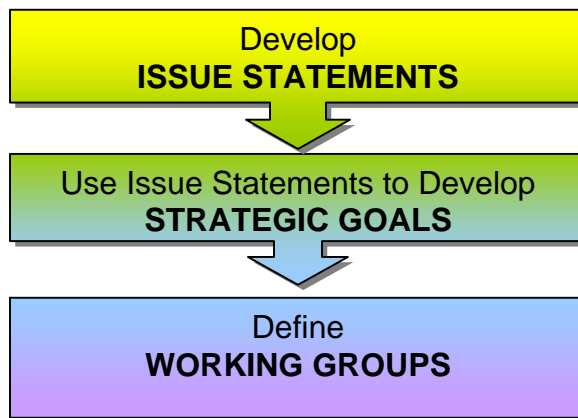 Develop
ISSUE STATEMENTS
Use Issue Statements to Develop
STRATEGIC GOALS
Define
WORKING GROUPS